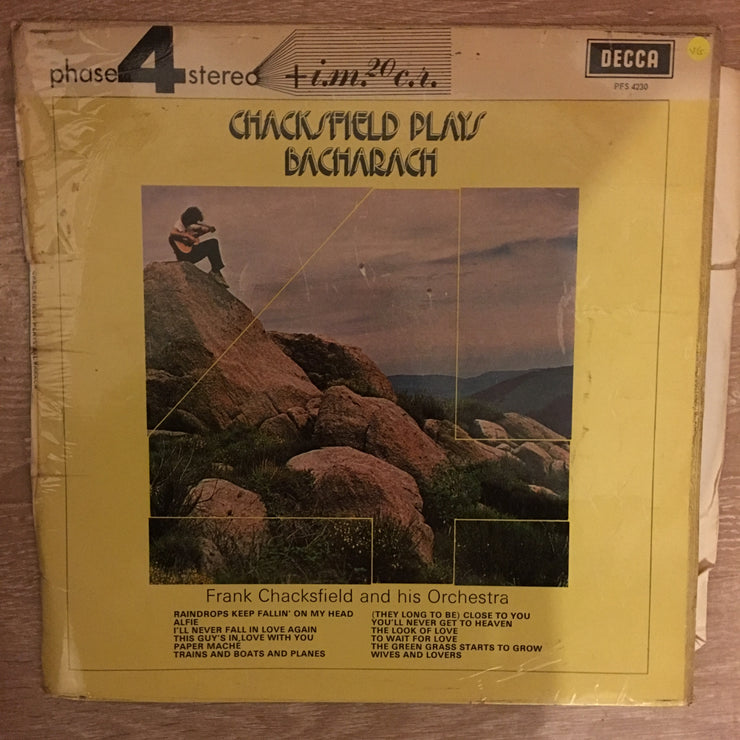 phase 4 stereo
+i.m.20 c.r.
DECCA
PFS 4230
VG
CHACKSFIELD PLAYS
BACHARACH
Frank Chacksfield and his Orchestra
RAINDROPS KEEP FALLIN' ON MY HEAD
ALFIE
I'LL NEVER FALL IN LOVE AGAIN
THIS GUY'S IN LOVE WITH YOU
PAPER MACHÉ
TRAINS AND BOATS AND PLANES
(THEY LONG TO BE) CLOSE TO YOU
YOU'LL NEVER GET TO HEAVEN
THE LOOK OF LOVE
TO WAIT FOR LOVE
THE GREEN GRASS STARTS TO GROW
WIVES AND LOVERS